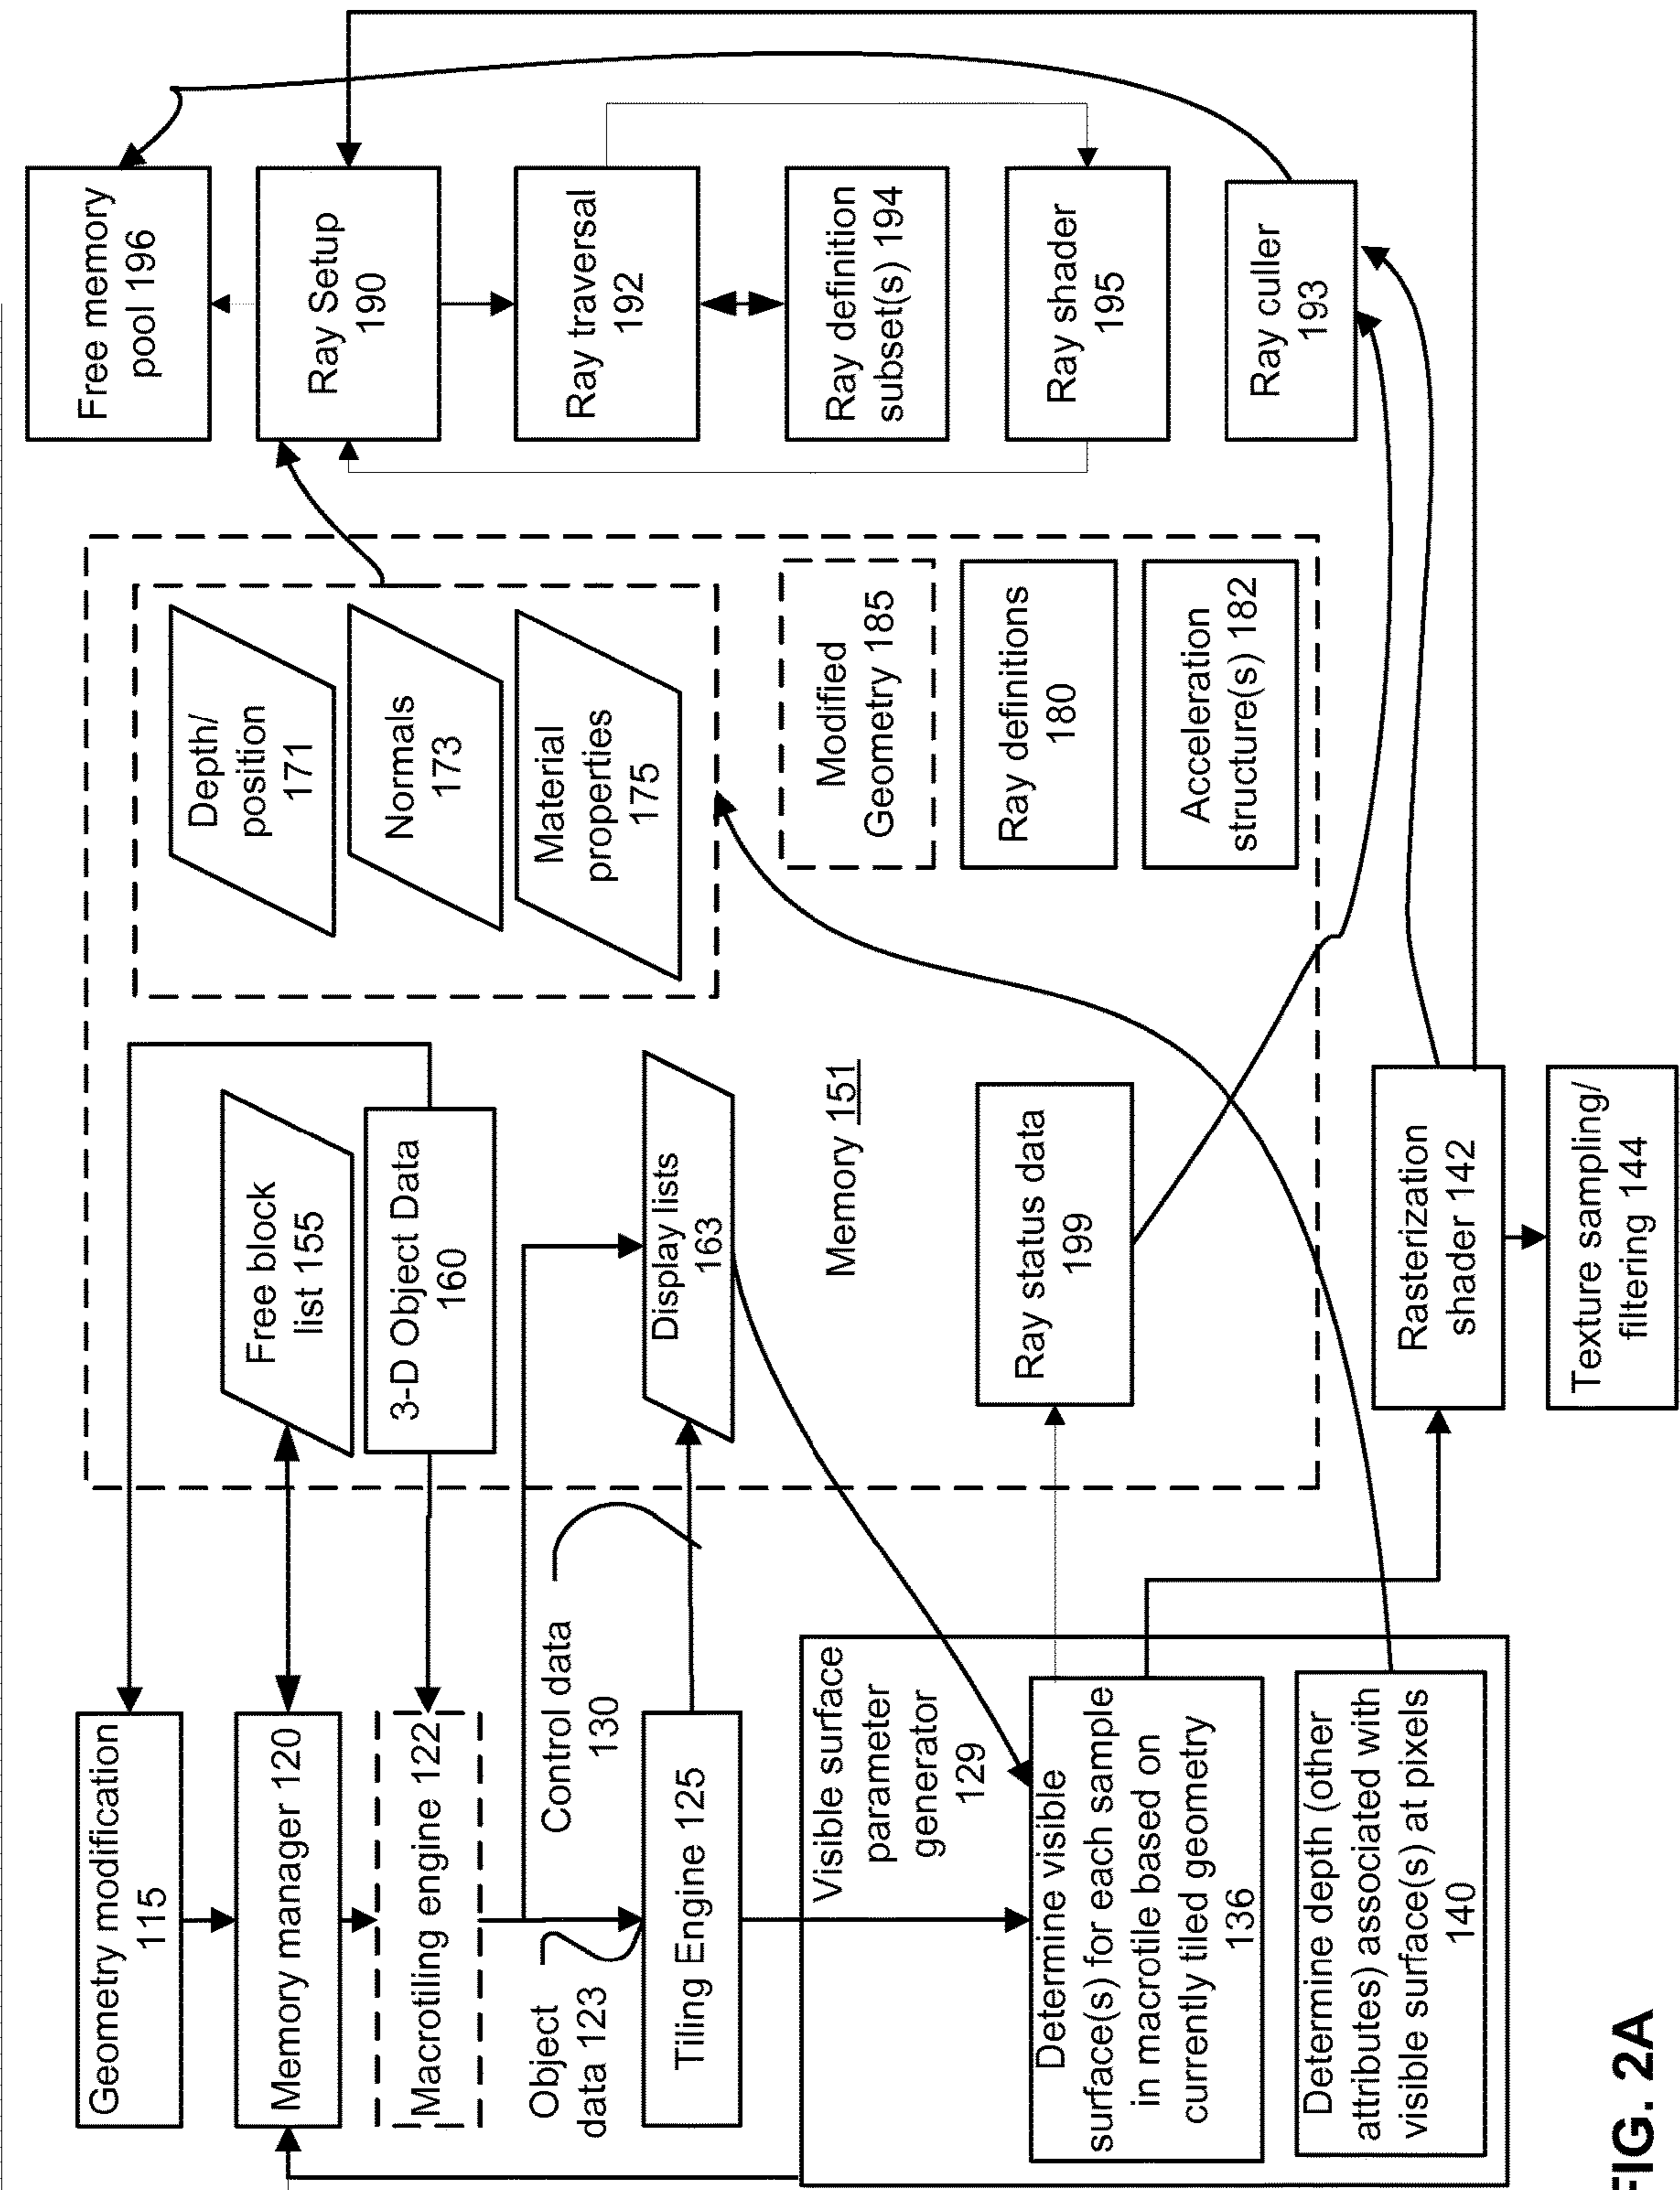 Geometry modification
115
Memory manager 120
Macrotiling engine 122
Object
data 123
Control data
130
Tiling Engine 125
Visible surface
parameter
generator
129
Determine visible
surface(s) for each sample
in macrotile based on
currently tiled geometry
136
Determine depth (other
attributes) associated with
visible surface(s) at pixels
140
Free block
list 155
3-D Object Data
160
Display lists
163
Memory 151
Ray status data
199
Rasterization
shader 142
Texture sampling/
filtering 144
Depth/
position
171
Normals
173
Material
properties
175
Modified
Geometry 185
Ray definitions
180
Acceleration
structure(s) 182
Free memory
pool 196
Ray Setup
190
Ray traversal
192
Ray definition
subset(s) 194
Ray shader
195
Ray culler
193
FIG. 2A